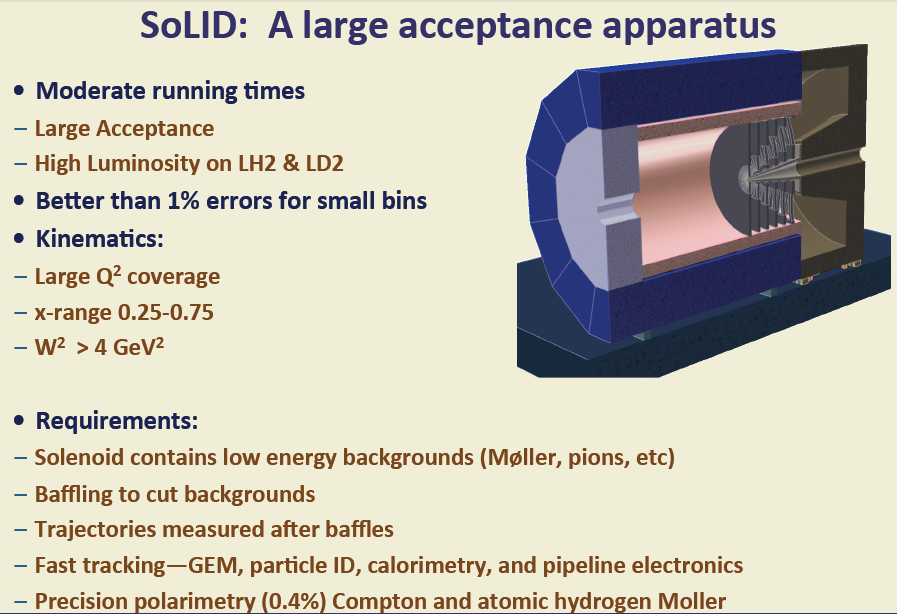 SoLID:  A large acceptance apparatus
• Moderate running times
– Large Acceptance
– High Luminosity on LH2 & LD2
• Better than 1% errors for small bins
• Kinematics:
– Large Q² coverage
– x-range 0.25-0.75
– W²  > 4 GeV²
• Requirements:
– Solenoid contains low energy backgrounds (Møller, pions, etc)
– Baffling to cut backgrounds
– Trajectories measured after baffles
– Fast tracking—GEM, particle ID, calorimetry, and pipeline electronics
– Precision polarimetry (0.4%) Compton and atomic hydrogen Moller